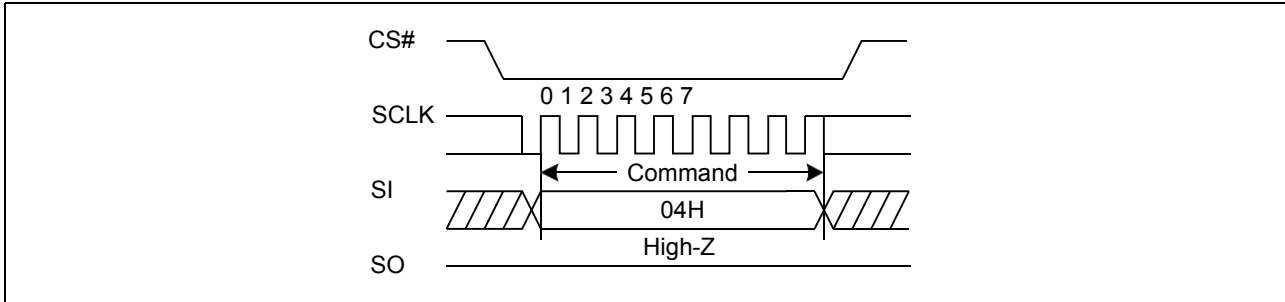 CS#
0 1 2 3 4 5 6 7
SCLK
Command
SI
04H
High-Z
SO